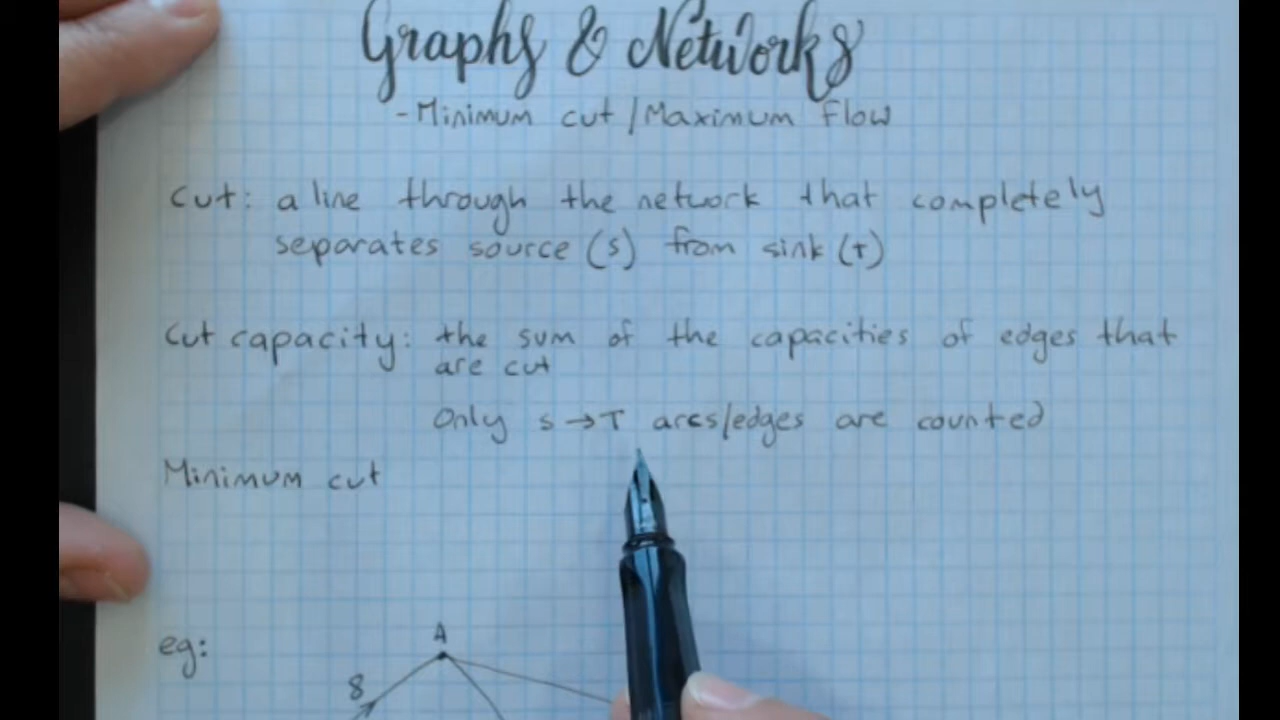 Graphs & Networks
- Minimum cut / Maximum Flow
Cut: a line through the network that completely
separates source (s) from sink (T)
Cut capacity: the sum of the capacities of edges that
are cut
Only s → T arcs/edges are counted
Minimum cut
eg:
A
8